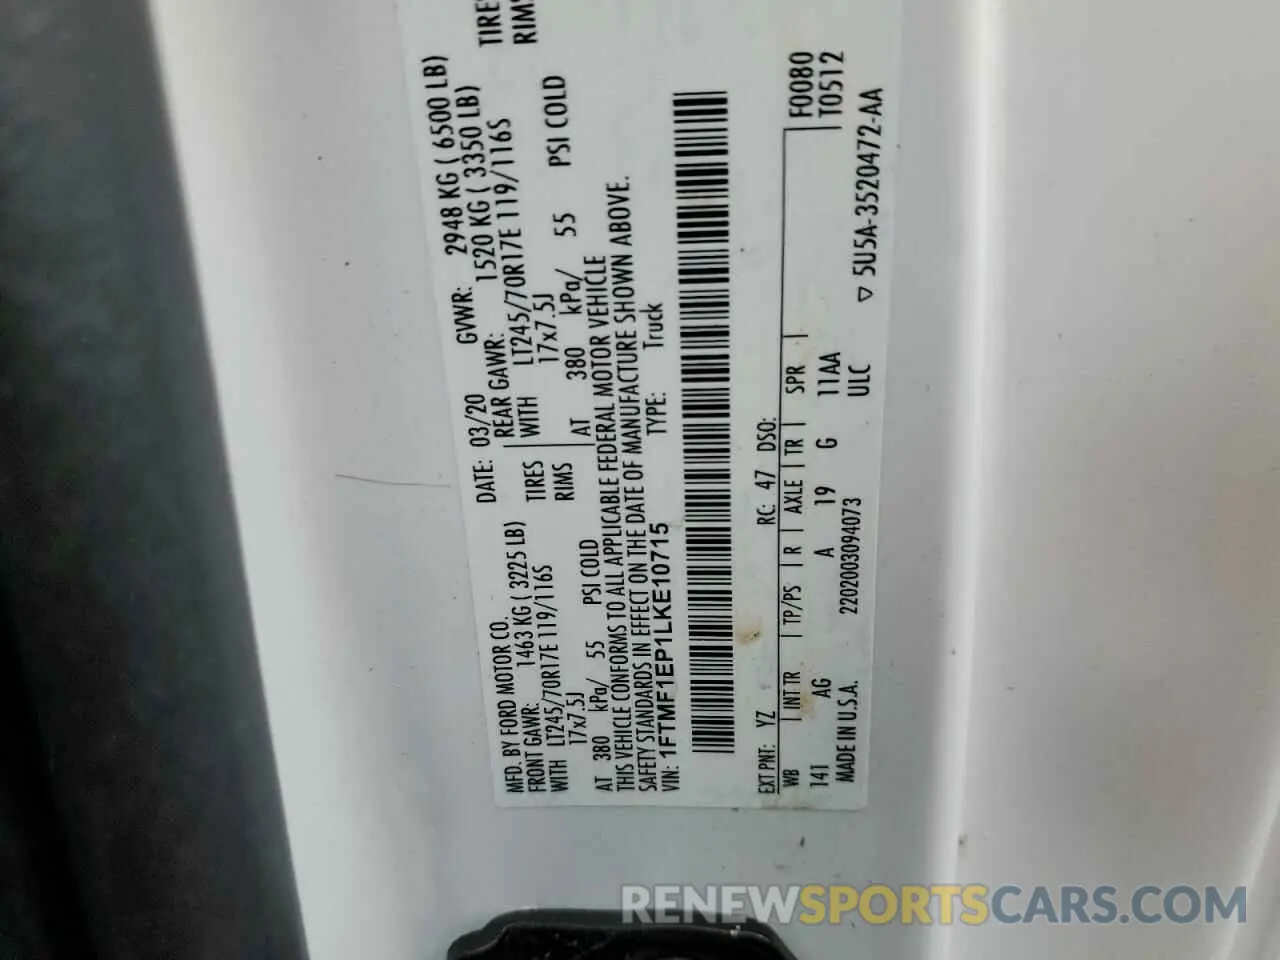 MFD. BY FORD MOTOR CO.
DATE: 03/20 GVWR: 2948 KG ( 6500 LB)
FRONT GAWR: 1463 KG ( 3225 LB)
REAR GAWR: 1520 KG ( 3350 LB)
WITH LT245/70R17E 119/116S TIRES
WITH LT245/70R17E 119/116S TIRES
17x7.5J RIMS
17x7.5J RIMS
AT 380 kPa/ 55 PSI COLD
AT 380 kPa/ 55 PSI COLD
THIS VEHICLE CONFORMS TO ALL APPLICABLE FEDERAL MOTOR VEHICLE
SAFETY STANDARDS IN EFFECT ON THE DATE OF MANUFACTURE SHOWN ABOVE.
VIN: 1FTMF1EP1LKE10715 TYPE: Truck
EXT PNT: YZ RC: 47 DSO:
F0080
WB INT TR TP/PS R AXLE TR SPR
T0512
141 AG A 19 G 11AA
MADE IN U.S.A. 2202003094073 ULC
▽ 5U5A-3520472-AA
RENEWSPORTSCARS.COM